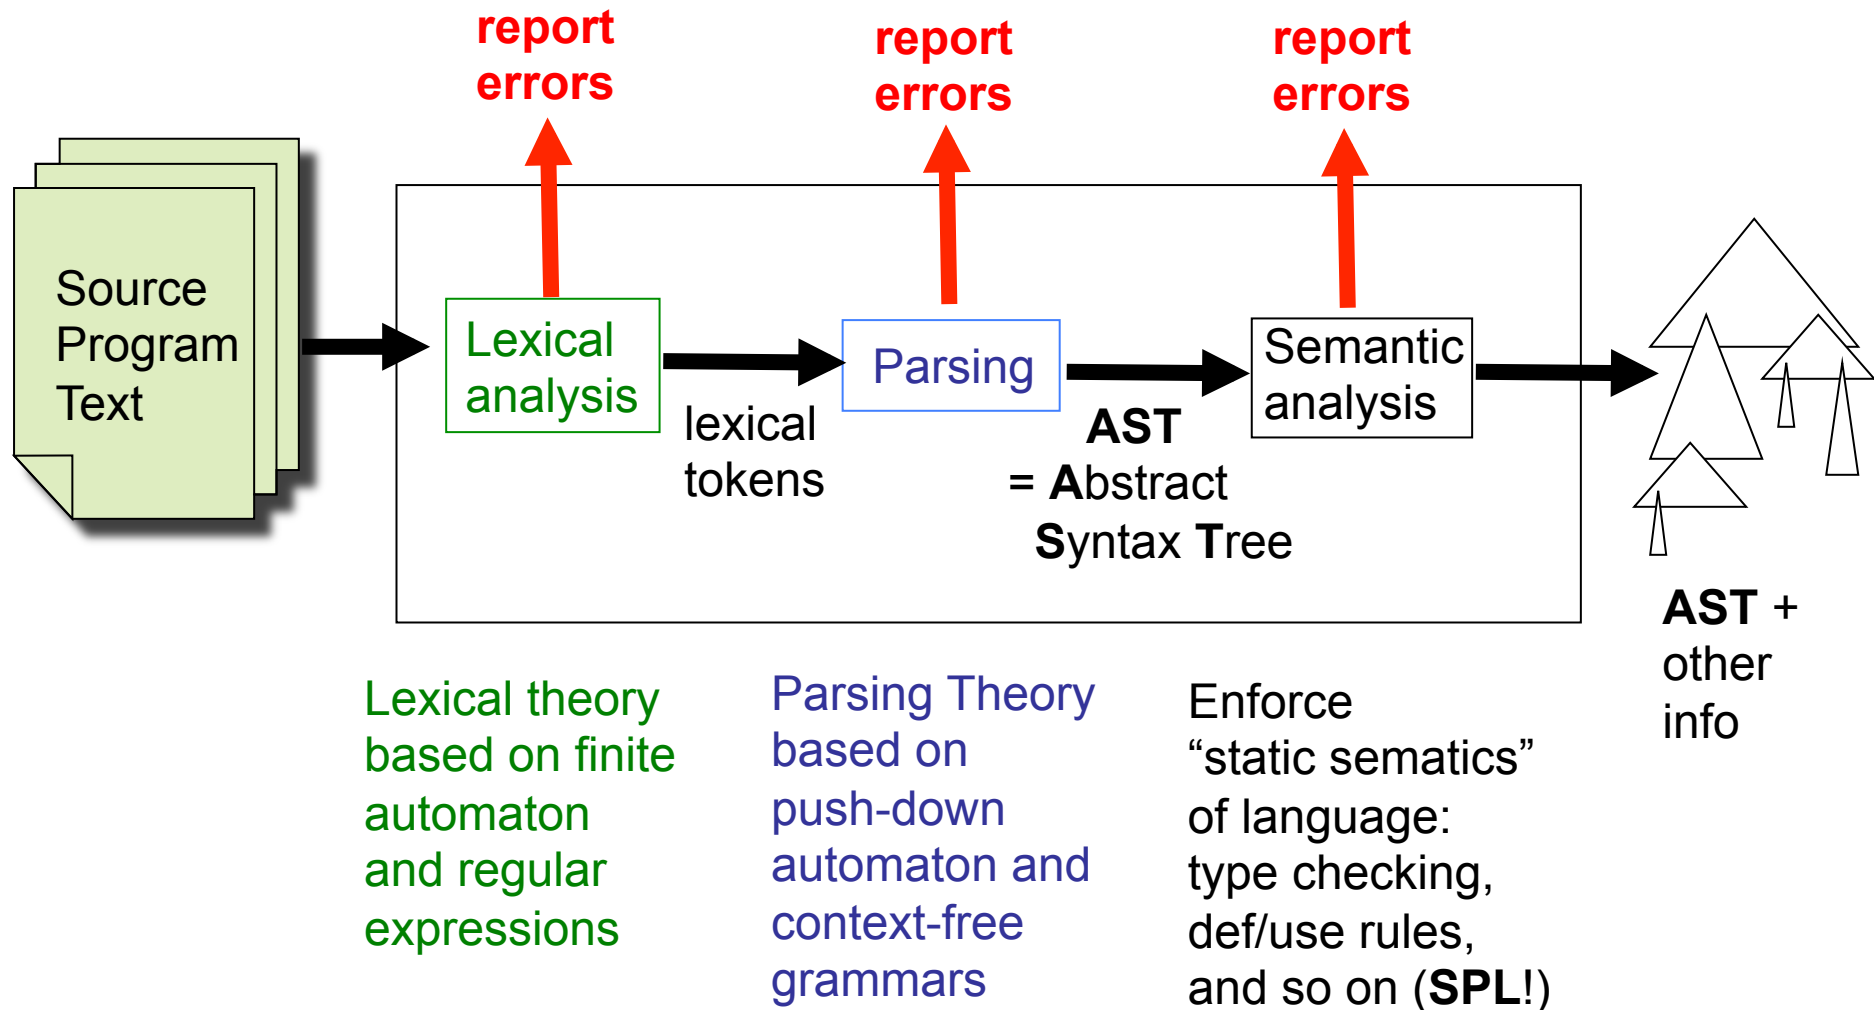 report
errors
report
errors
report
errors
Source
Program
Text
Lexical
analysis
lexical
tokens
Parsing
AST
= Abstract
Syntax Tree
Semantic
analysis
AST +
other
info
Lexical theory
based on finite
automaton
and regular
expressions
Parsing Theory
based on
push-down
automaton and
context-free
grammars
Enforce
“static sematics”
of language:
type checking,
def/use rules,
and so on (SPL!)